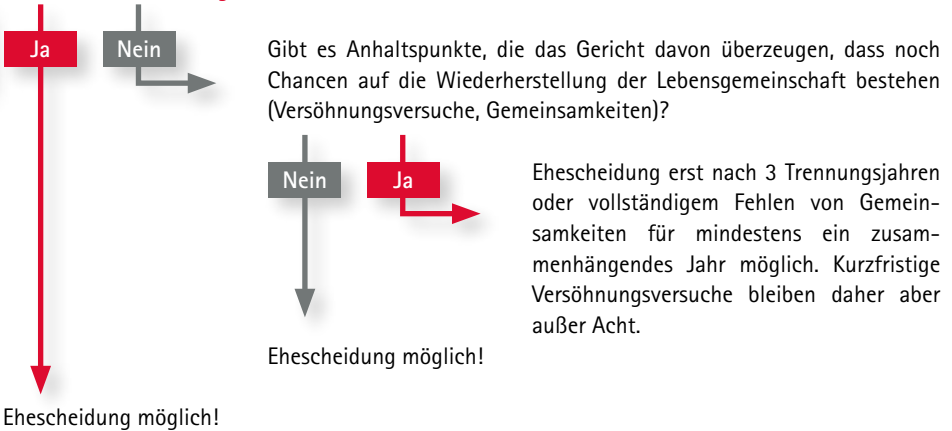 Ja
Nein
Gibt es Anhaltspunkte, die das Gericht davon überzeugen, dass noch
Chancen auf die Wiederherstellung der Lebensgemeinschaft bestehen
(Versöhnungsversuche, Gemeinsamkeiten)?
Nein
Ja
Ehescheidung erst nach 3 Trennungsjahren
oder vollständigem Fehlen von Gemein-
samkeiten für mindestens ein zusam-
menhängendes Jahr möglich. Kurzfristige
Versöhnungsversuche bleiben daher aber
außer Acht.
Ehescheidung möglich!
Ehescheidung möglich!